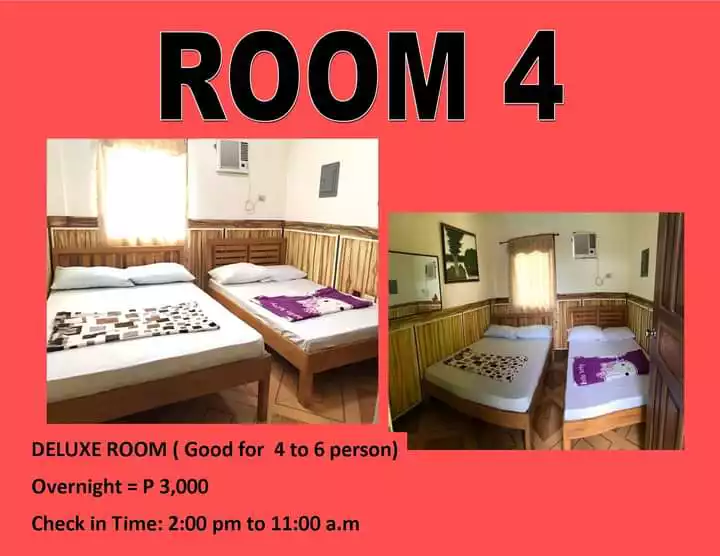 ROOM 4
DELUXE ROOM ( Good for  4 to 6 person)
Overnight = P 3,000
Check in Time: 2:00 pm to 11:00 a.m